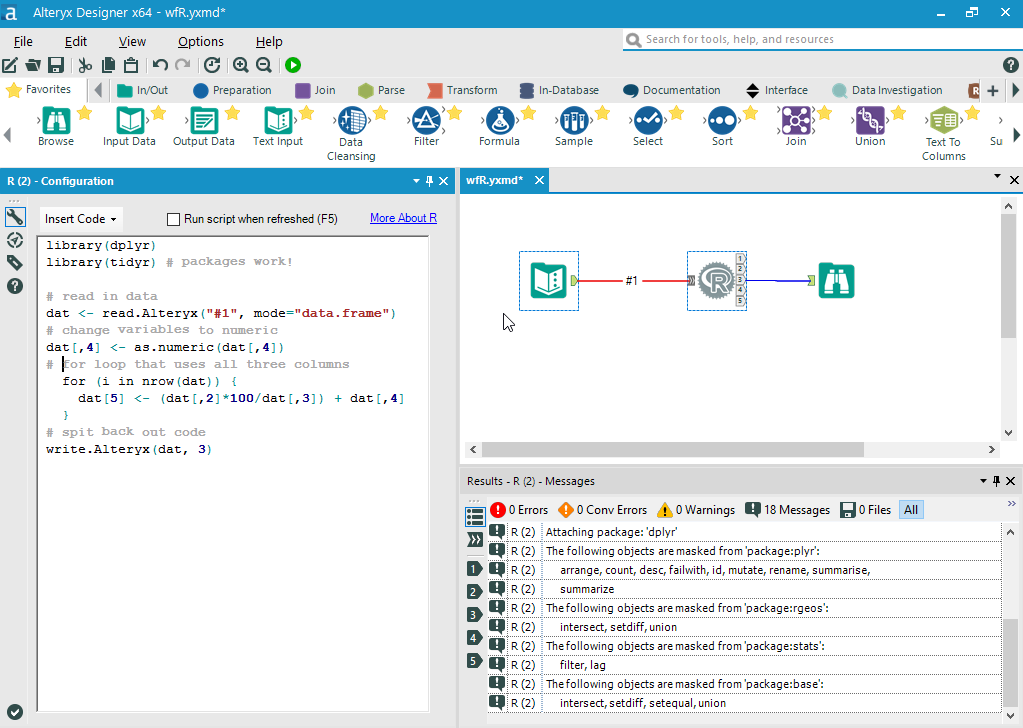 a Alteryx Designer x64 - wfR.yxmd*
File Edit View Options Help
Search for tools, help, and resources
Favorites In/Out Preparation Join Parse Transform In-Database Documentation Interface Data Investigation R
Browse Input Data Output Data Text Input Data Cleansing Filter Formula Sample Select Sort Join Union Text To Columns Su
R (2) - Configuration
wfR.yxmd*
Insert Code
Run script when refreshed (F5)
More About R
library(dplyr)
library(tidyr) # packages work!
# read in data
dat <- read.Alteryx("#1", mode="data.frame")
# change variables to numeric
dat[,4] <- as.numeric(dat[,4])
# for loop that uses all three columns
for (i in nrow(dat)) {
dat[5] <- (dat[,2]*100/dat[,3]) + dat[,4]
}
# spit back out code
write.Alteryx(dat, 3)
#1
R
1
2
3
4
5
Results - R (2) - Messages
0 Errors 0 Conv Errors 0 Warnings 18 Messages 0 Files All
1
2
3
4
5
R (2) Attaching package: 'dplyr'
R (2) The following objects are masked from 'package:plyr':
R (2) arrange, count, desc, failwith, id, mutate, rename, summarise,
R (2) summarize
R (2) The following objects are masked from 'package:rgeos':
R (2) intersect, setdiff, union
R (2) The following objects are masked from 'package:stats':
R (2) filter, lag
R (2) The following objects are masked from 'package:base':
R (2) intersect, setdiff, setequal, union